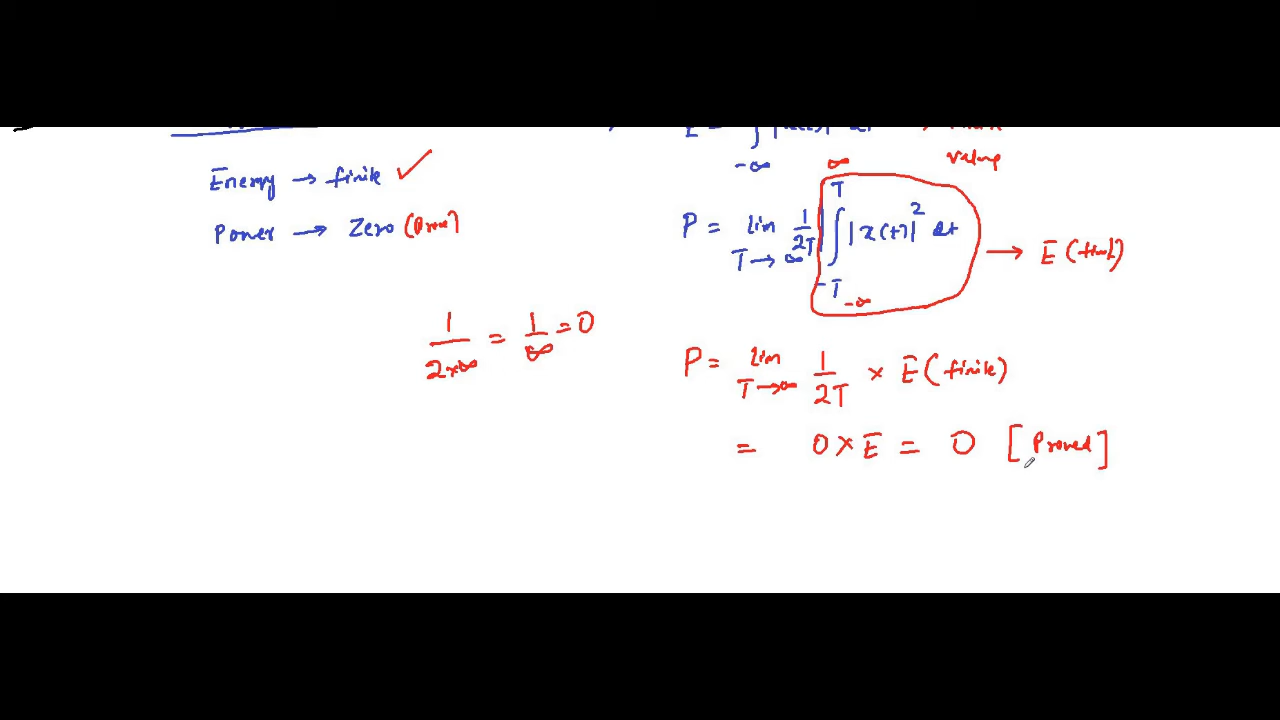 Energy → finite ✓
Power → Zero (Prove)
1/(2×∞) = 1/∞ = 0
value
P = lim T→∞ 1/2T ∫ T ∞ -T -∞ |x(t)|² dt → E (finite)
P = lim T→∞ 1/2T × E (finite)
= 0 × E = 0 [Proved]